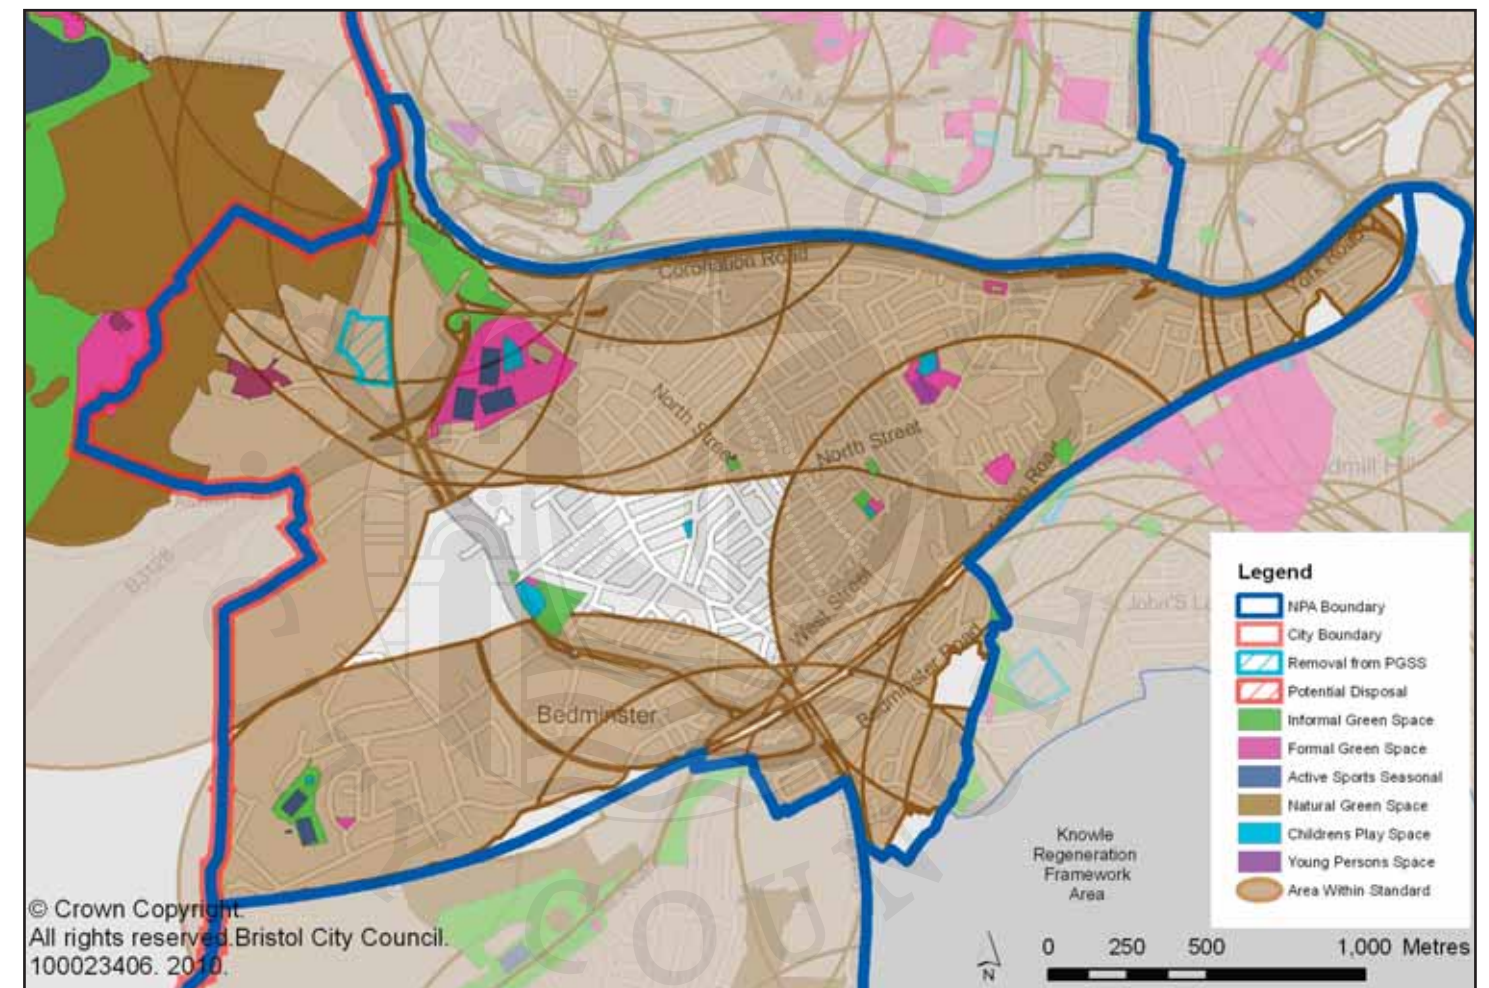 Coronation Road
York Road
North Street
North Street
West Street
Bedminster Road
Bedminster
B3128
Legend
NPA Boundary
City Boundary
Removal from PGSS
Potential Disposal
Informal Green Space
Formal Green Space
Active Sports Seasonal
Natural Green Space
Childrens Play Space
Young Persons Space
Area Within Standard
Knowle
Regeneration
Framework
Area
© Crown Copyright.
All rights reserved.Bristol City Council.
100023406. 2010.
N
0 250 500 1,000 Metres